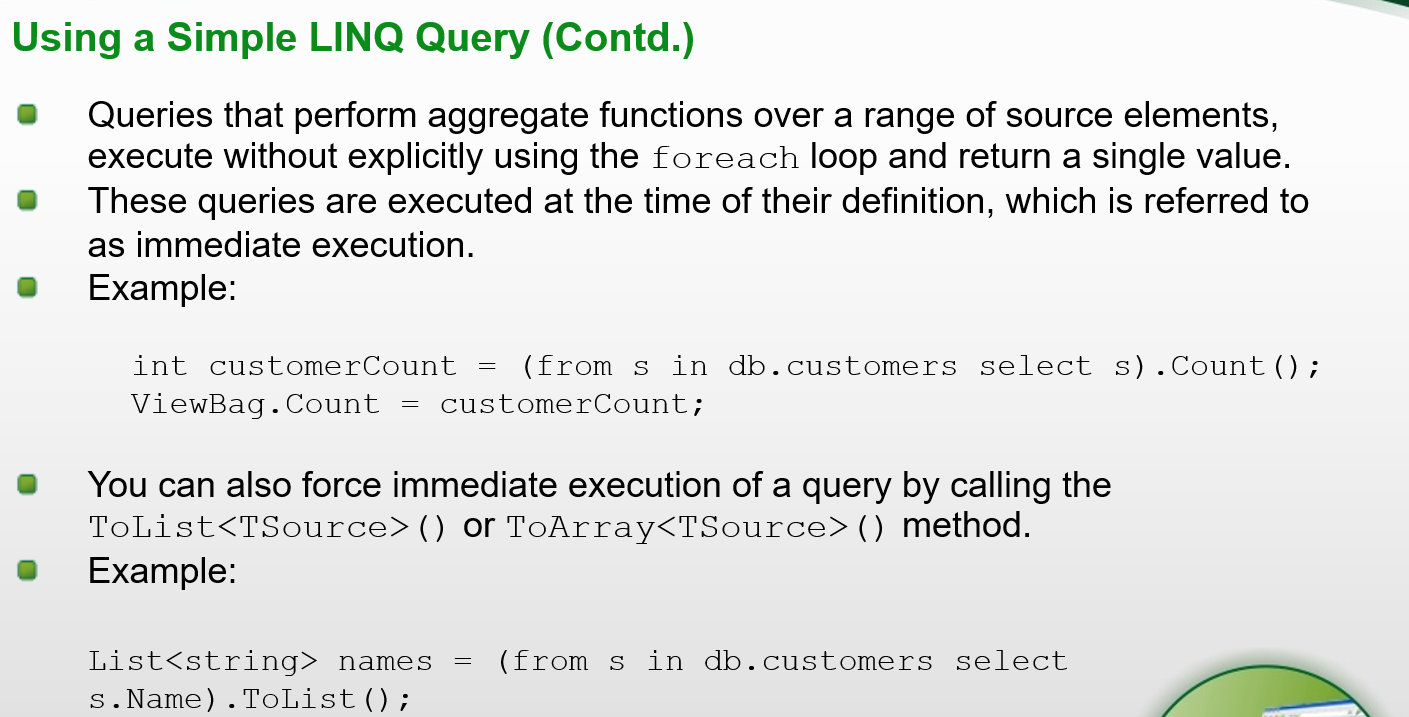 Using a Simple LINQ Query (Contd.)
Queries that perform aggregate functions over a range of source elements,
execute without explicitly using the foreach loop and return a single value.
These queries are executed at the time of their definition, which is referred to
as immediate execution.
Example:
int customerCount = (from s in db.customers select s).Count();
ViewBag.Count = customerCount;
You can also force immediate execution of a query by calling the
ToList<TSource>() or ToArray<TSource>() method.
Example:
List<string> names = (from s in db.customers select
s.Name).ToList();